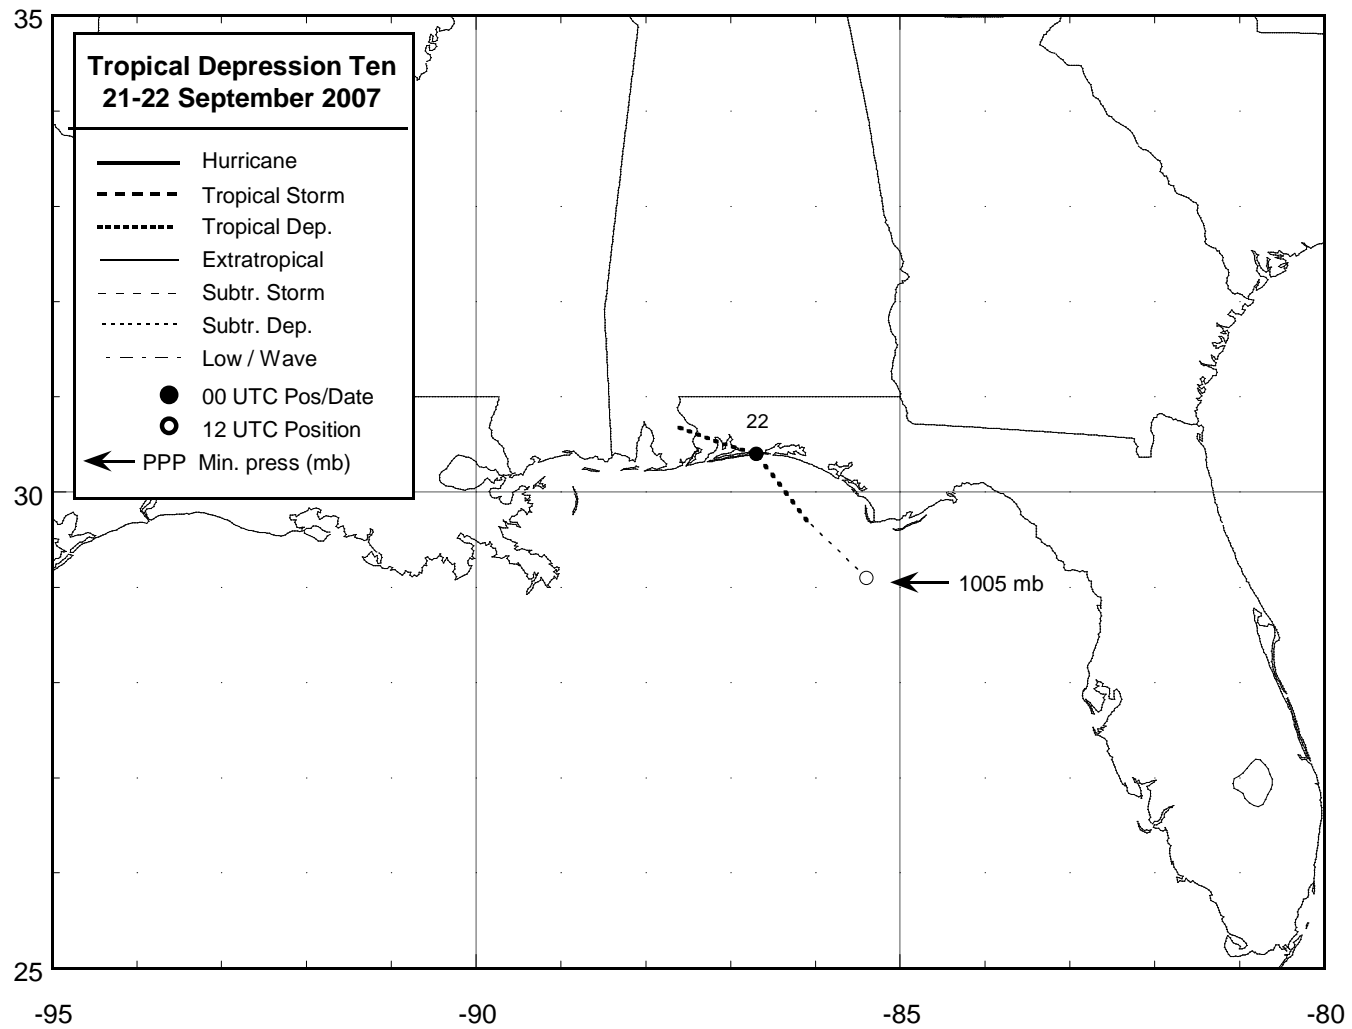 35
Tropical Depression Ten
21-22 September 2007
Hurricane
Tropical Storm
Tropical Dep.
Extratropical
Subtr. Storm
Subtr. Dep.
Low / Wave
00 UTC Pos/Date
12 UTC Position
PPP Min. press (mb)
22
30
1005 mb
25
-95 -90 -85 -80